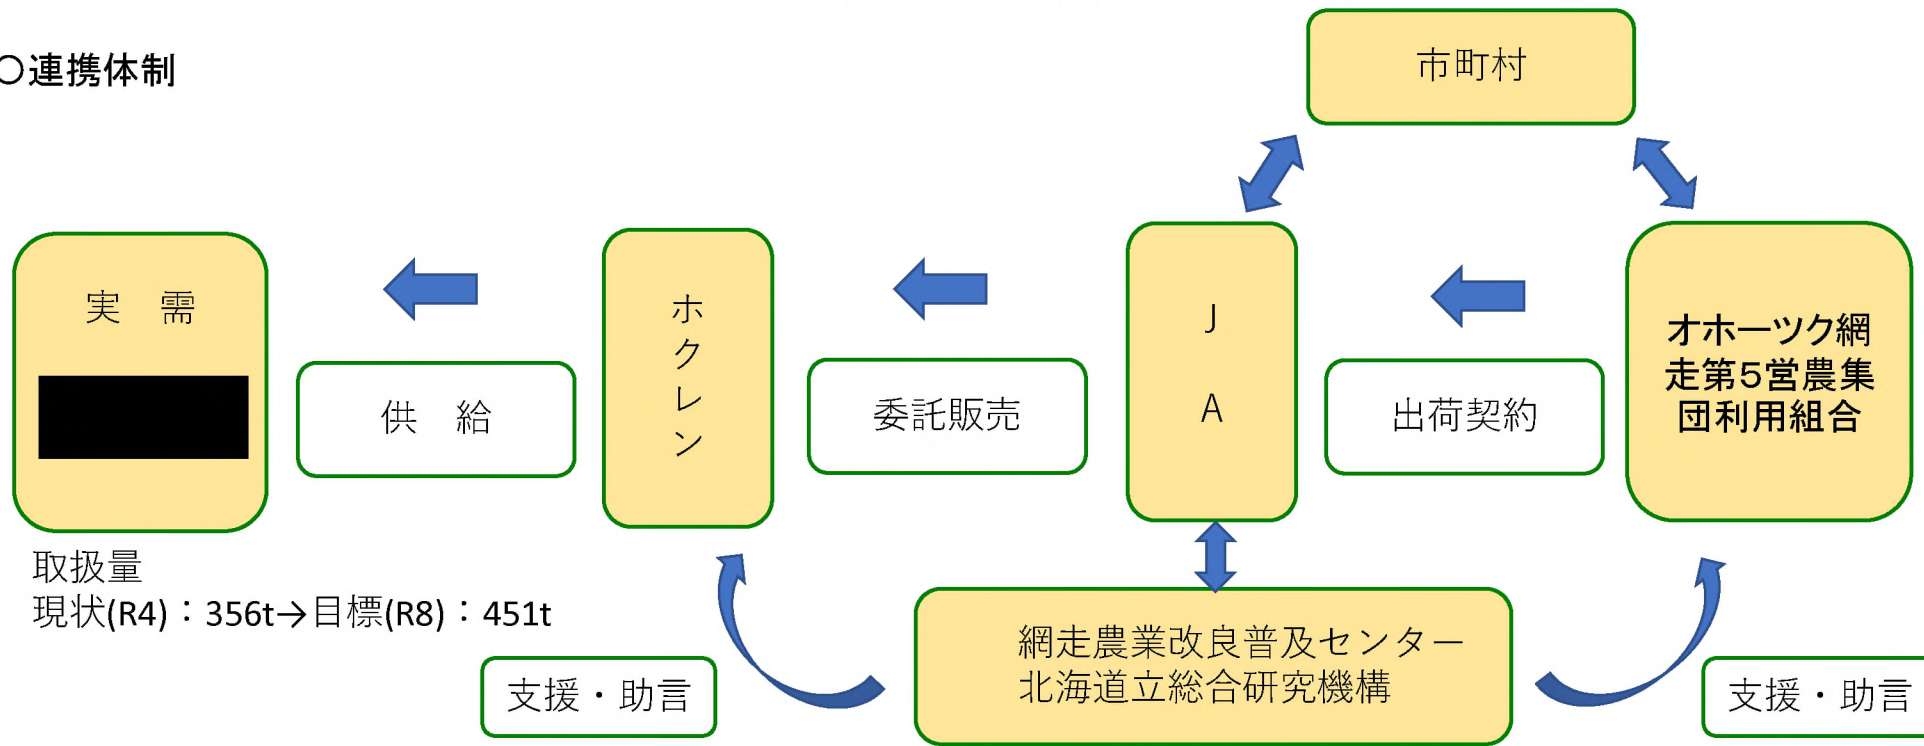 ○連携体制
市町村
実　需
供　給
ホクレン
委託販売
J
A
出荷契約
オホーツク網
走第5営農集
団利用組合
取扱量
現状(R4)：356t→目標(R8)：451t
支援・助言
網走農業改良普及センター
北海道立総合研究機構
支援・助言